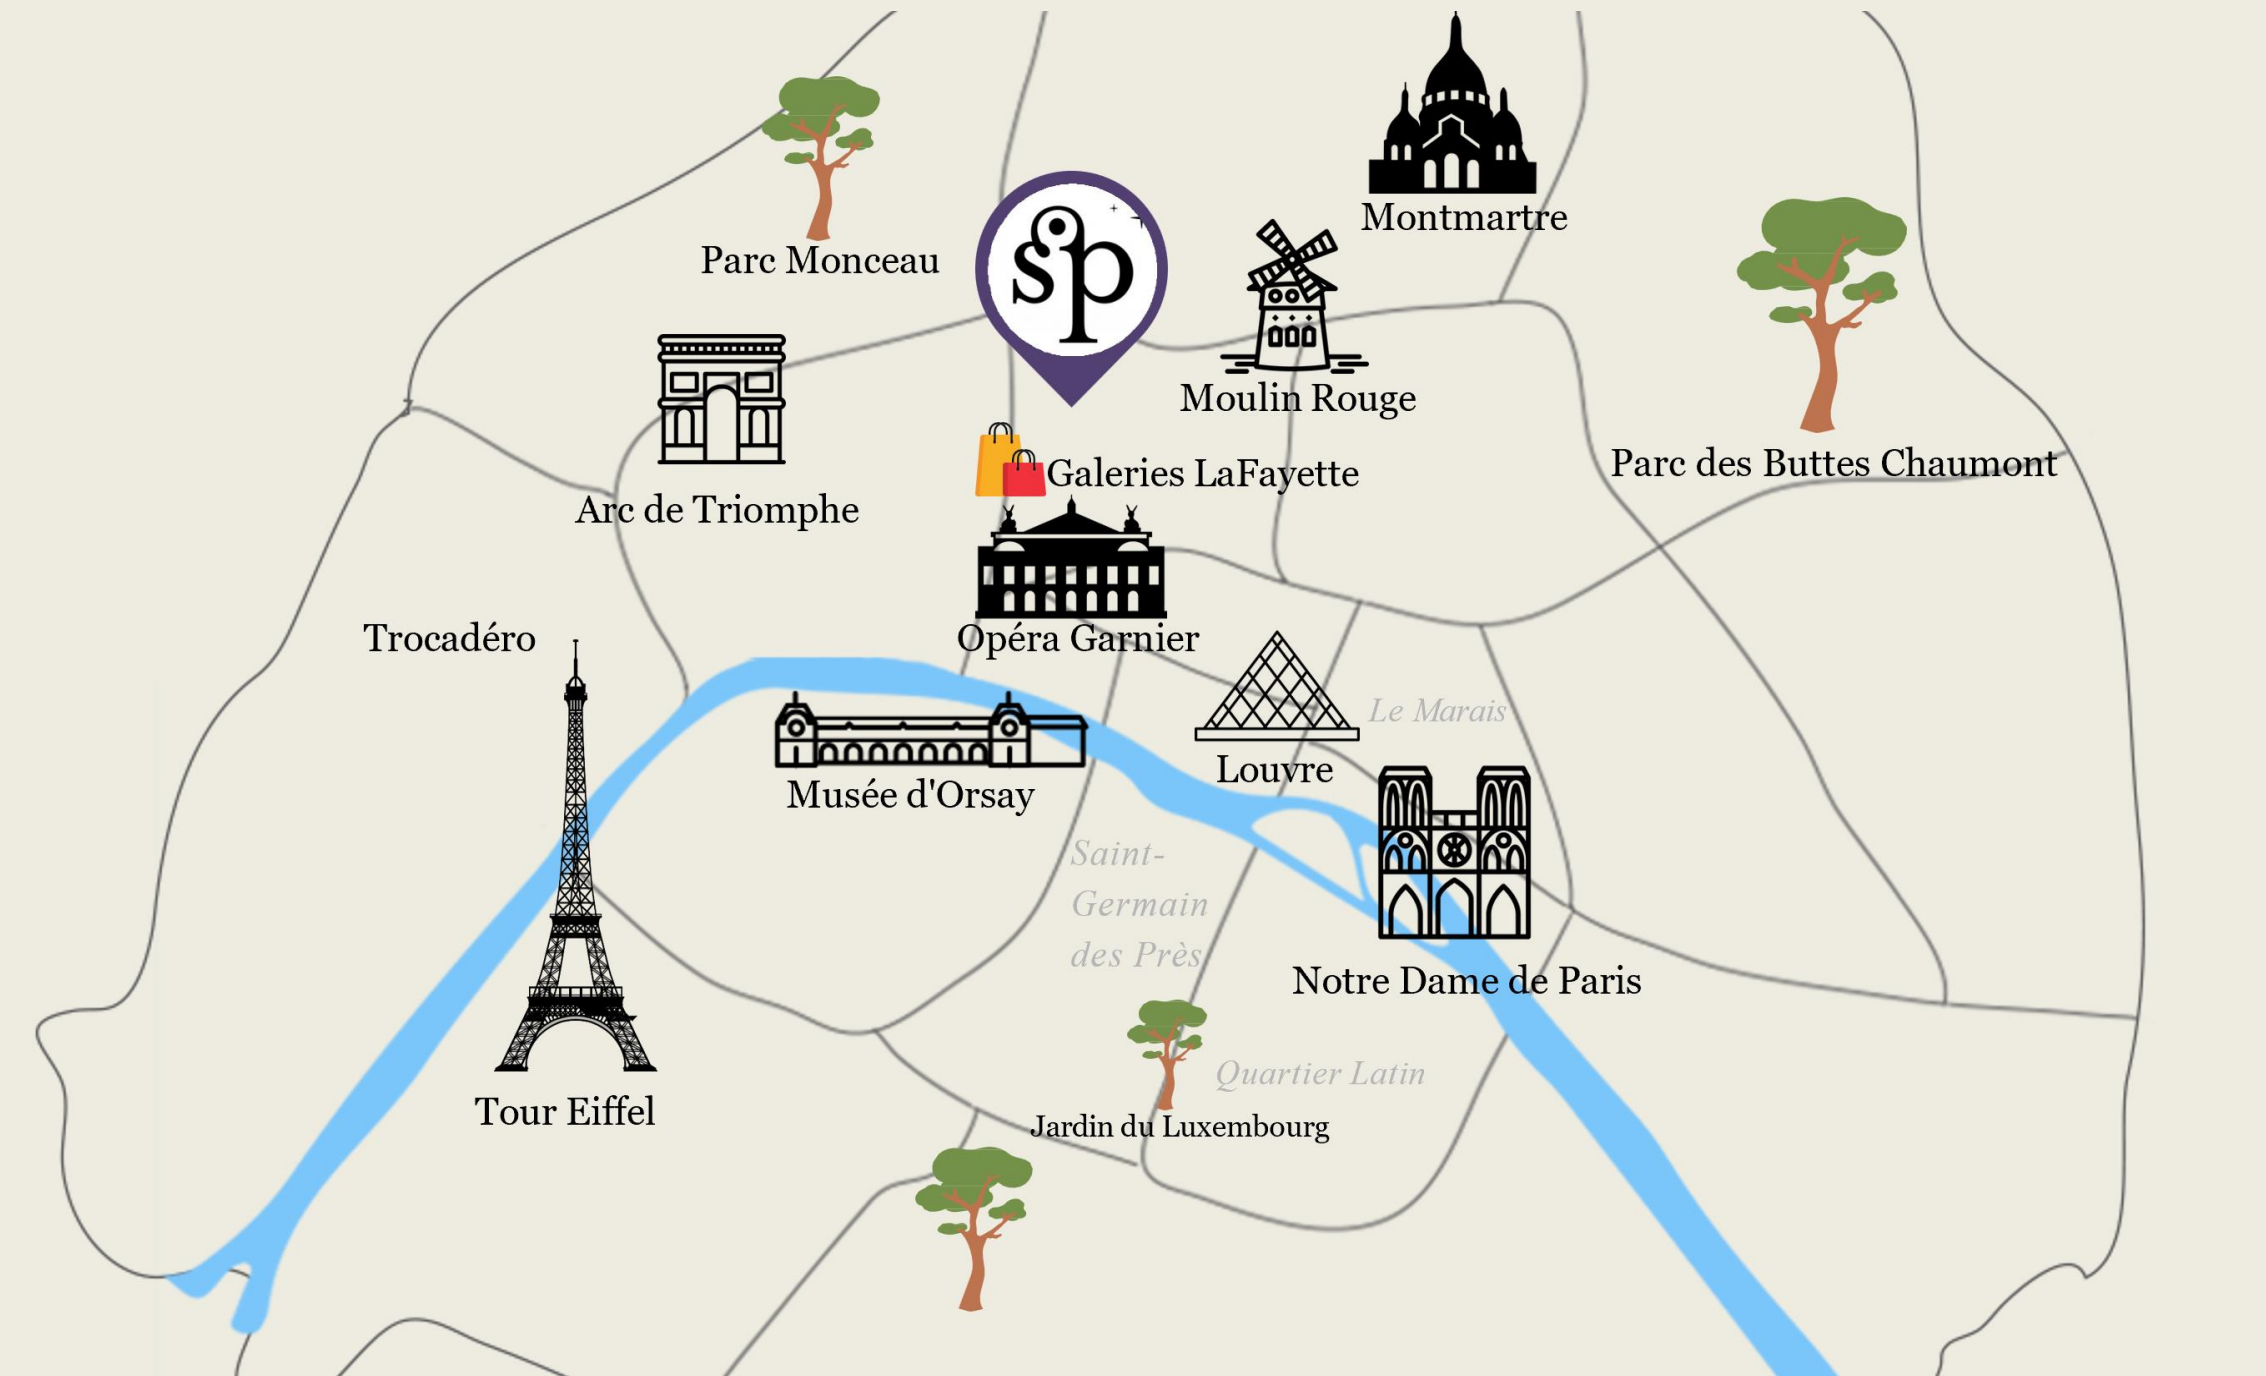 Montmartre
Parc Monceau
sp
Moulin Rouge
Parc des Buttes Chaumont
Galeries LaFayette
Arc de Triomphe
Trocadéro
Opéra Garnier
Le Marais
Louvre
Musée d'Orsay
Saint-
Germain
des Près
Notre Dame de Paris
Quartier Latin
Tour Eiffel
Jardin du Luxembourg